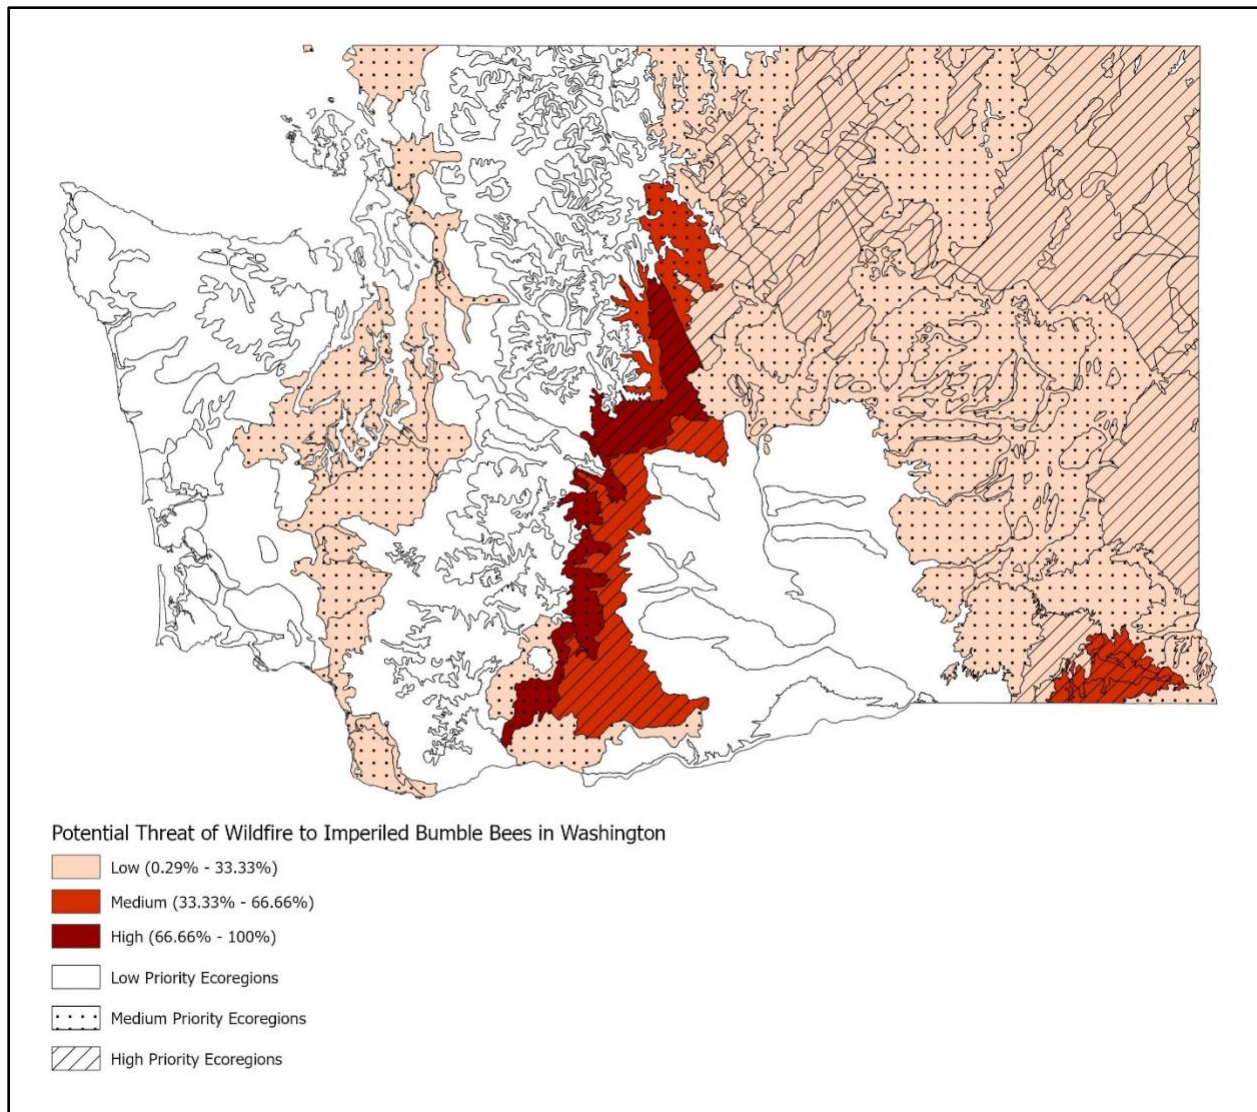 Potential Threat of Wildfire to Imperiled Bumble Bees in Washington
Low (0.29% - 33.33%)
Medium (33.33% - 66.66%)
High (66.66% - 100%)
Low Priority Ecoregions
Medium Priority Ecoregions
High Priority Ecoregions